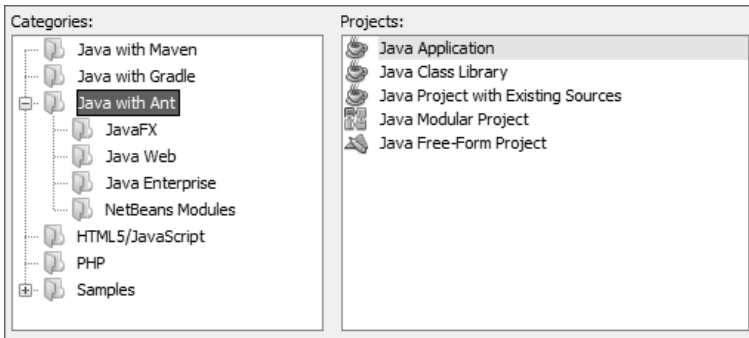 Categories:
Java with Maven
Java with Gradle
Java with Ant
JavaFX
Java Web
Java Enterprise
NetBeans Modules
HTML5/JavaScript
PHP
Samples
Projects:
Java Application
Java Class Library
Java Project with Existing Sources
Java Modular Project
Java Free-Form Project